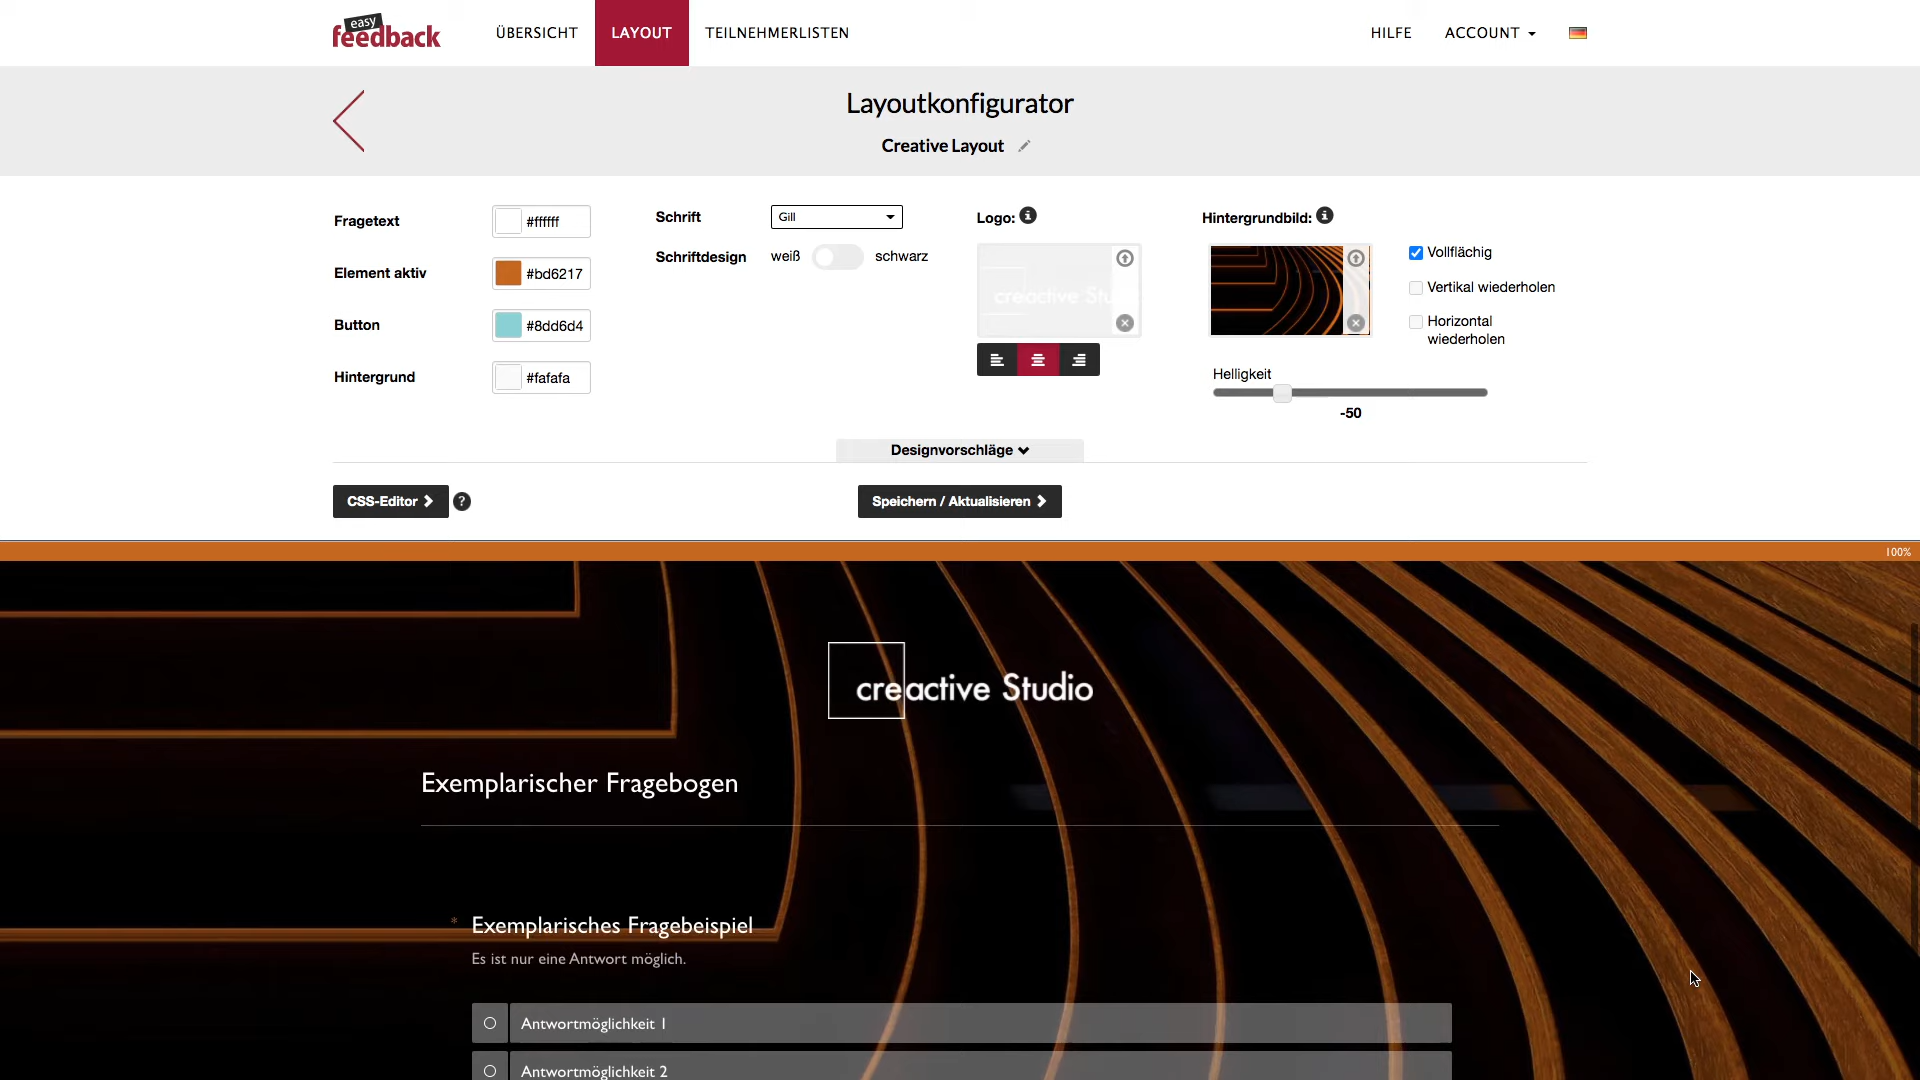 easy
feedback
ÜBERSICHT
LAYOUT
TEILNEHMERLISTEN
HILFE
ACCOUNT
Layoutkonfigurator
Creative Layout
Fragetext
#ffffff
Element aktiv
#bd6217
Button
#8dd6d4
Hintergrund
#fafafa
Schrift
Gill
Schriftdesign
weiß
schwarz
Logo:
creactive Stu
Hintergrundbild:
Vollflächig
Vertikal wiederholen
Horizontal
wiederholen
Helligkeit
-50
Designvorschläge
CSS-Editor
?
Speichern / Aktualisieren
100%
creactive Studio
Exemplarischer Fragebogen
* Exemplarisches Fragebeispiel
Es ist nur eine Antwort möglich.
Antwortmöglichkeit 1
Antwortmöglichkeit 2